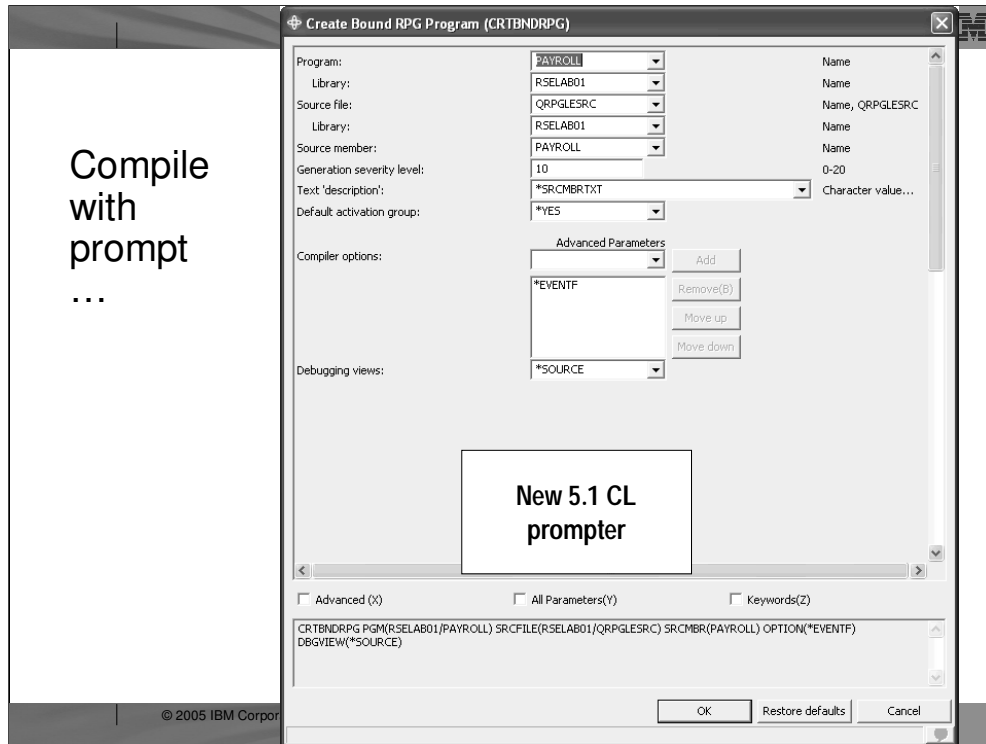 Compile
with
prompt
…
Create Bound RPG Program (CRTBNDRPG)
Program: PAYROLL Name
Library: RSELAB01 Name
Source file: QRPGLESRC Name, QRPGLESRC
Library: RSELAB01 Name
Source member: PAYROLL Name
Generation severity level: 10 0-20
Text 'description': *SRCMBRTXT Character value...
Default activation group: *YES
Advanced Parameters
Compiler options: Add
*EVENTF Remove(B)
Move up
Move down
Debugging views: *SOURCE
New 5.1 CL
prompter
Advanced (X) All Parameters(Y) Keywords(Z)
CRTBNDRPG PGM(RSELAB01/PAYROLL) SRCFILE(RSELAB01/QRPGLESRC) SRCMBR(PAYROLL) OPTION(*EVENTF)
DBGVIEW(*SOURCE)
OK Restore defaults Cancel
© 2005 IBM Corpor